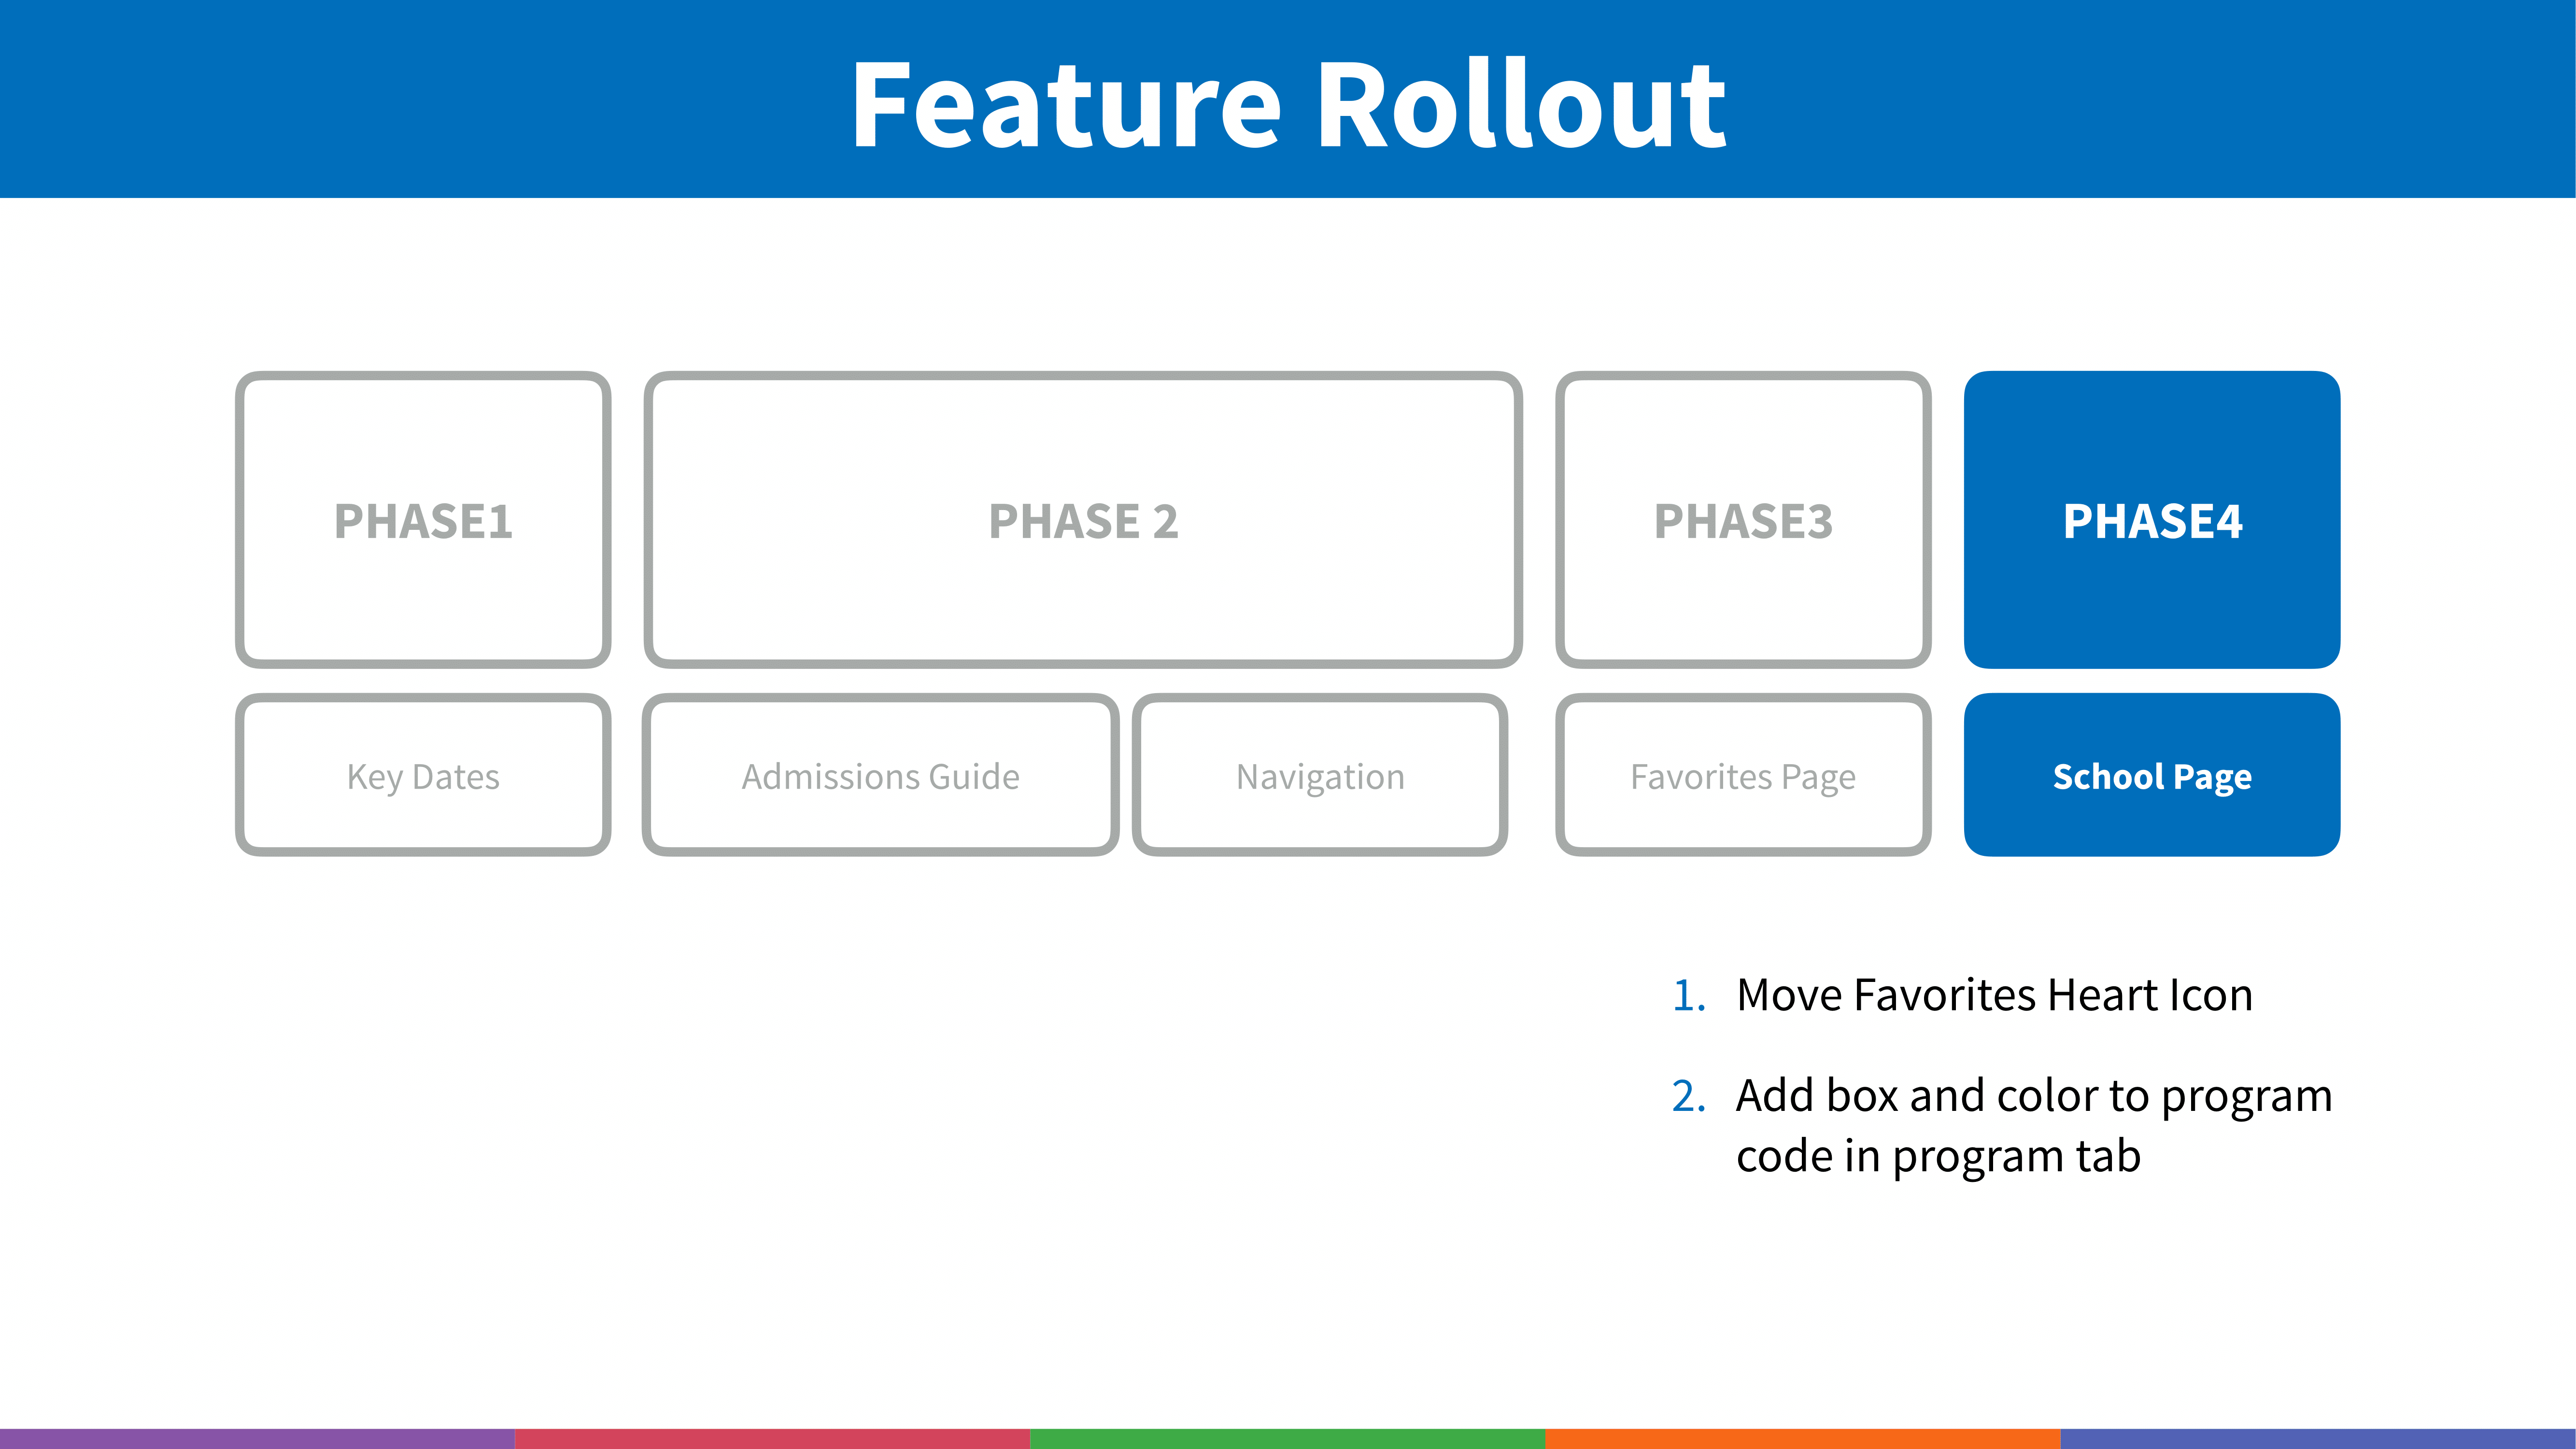 Feature Rollout
PHASE1
PHASE 2
PHASE3
PHASE4
Key Dates
Admissions Guide
Navigation
Favorites Page
School Page
1. Move Favorites Heart Icon
2. Add box and color to program
code in program tab